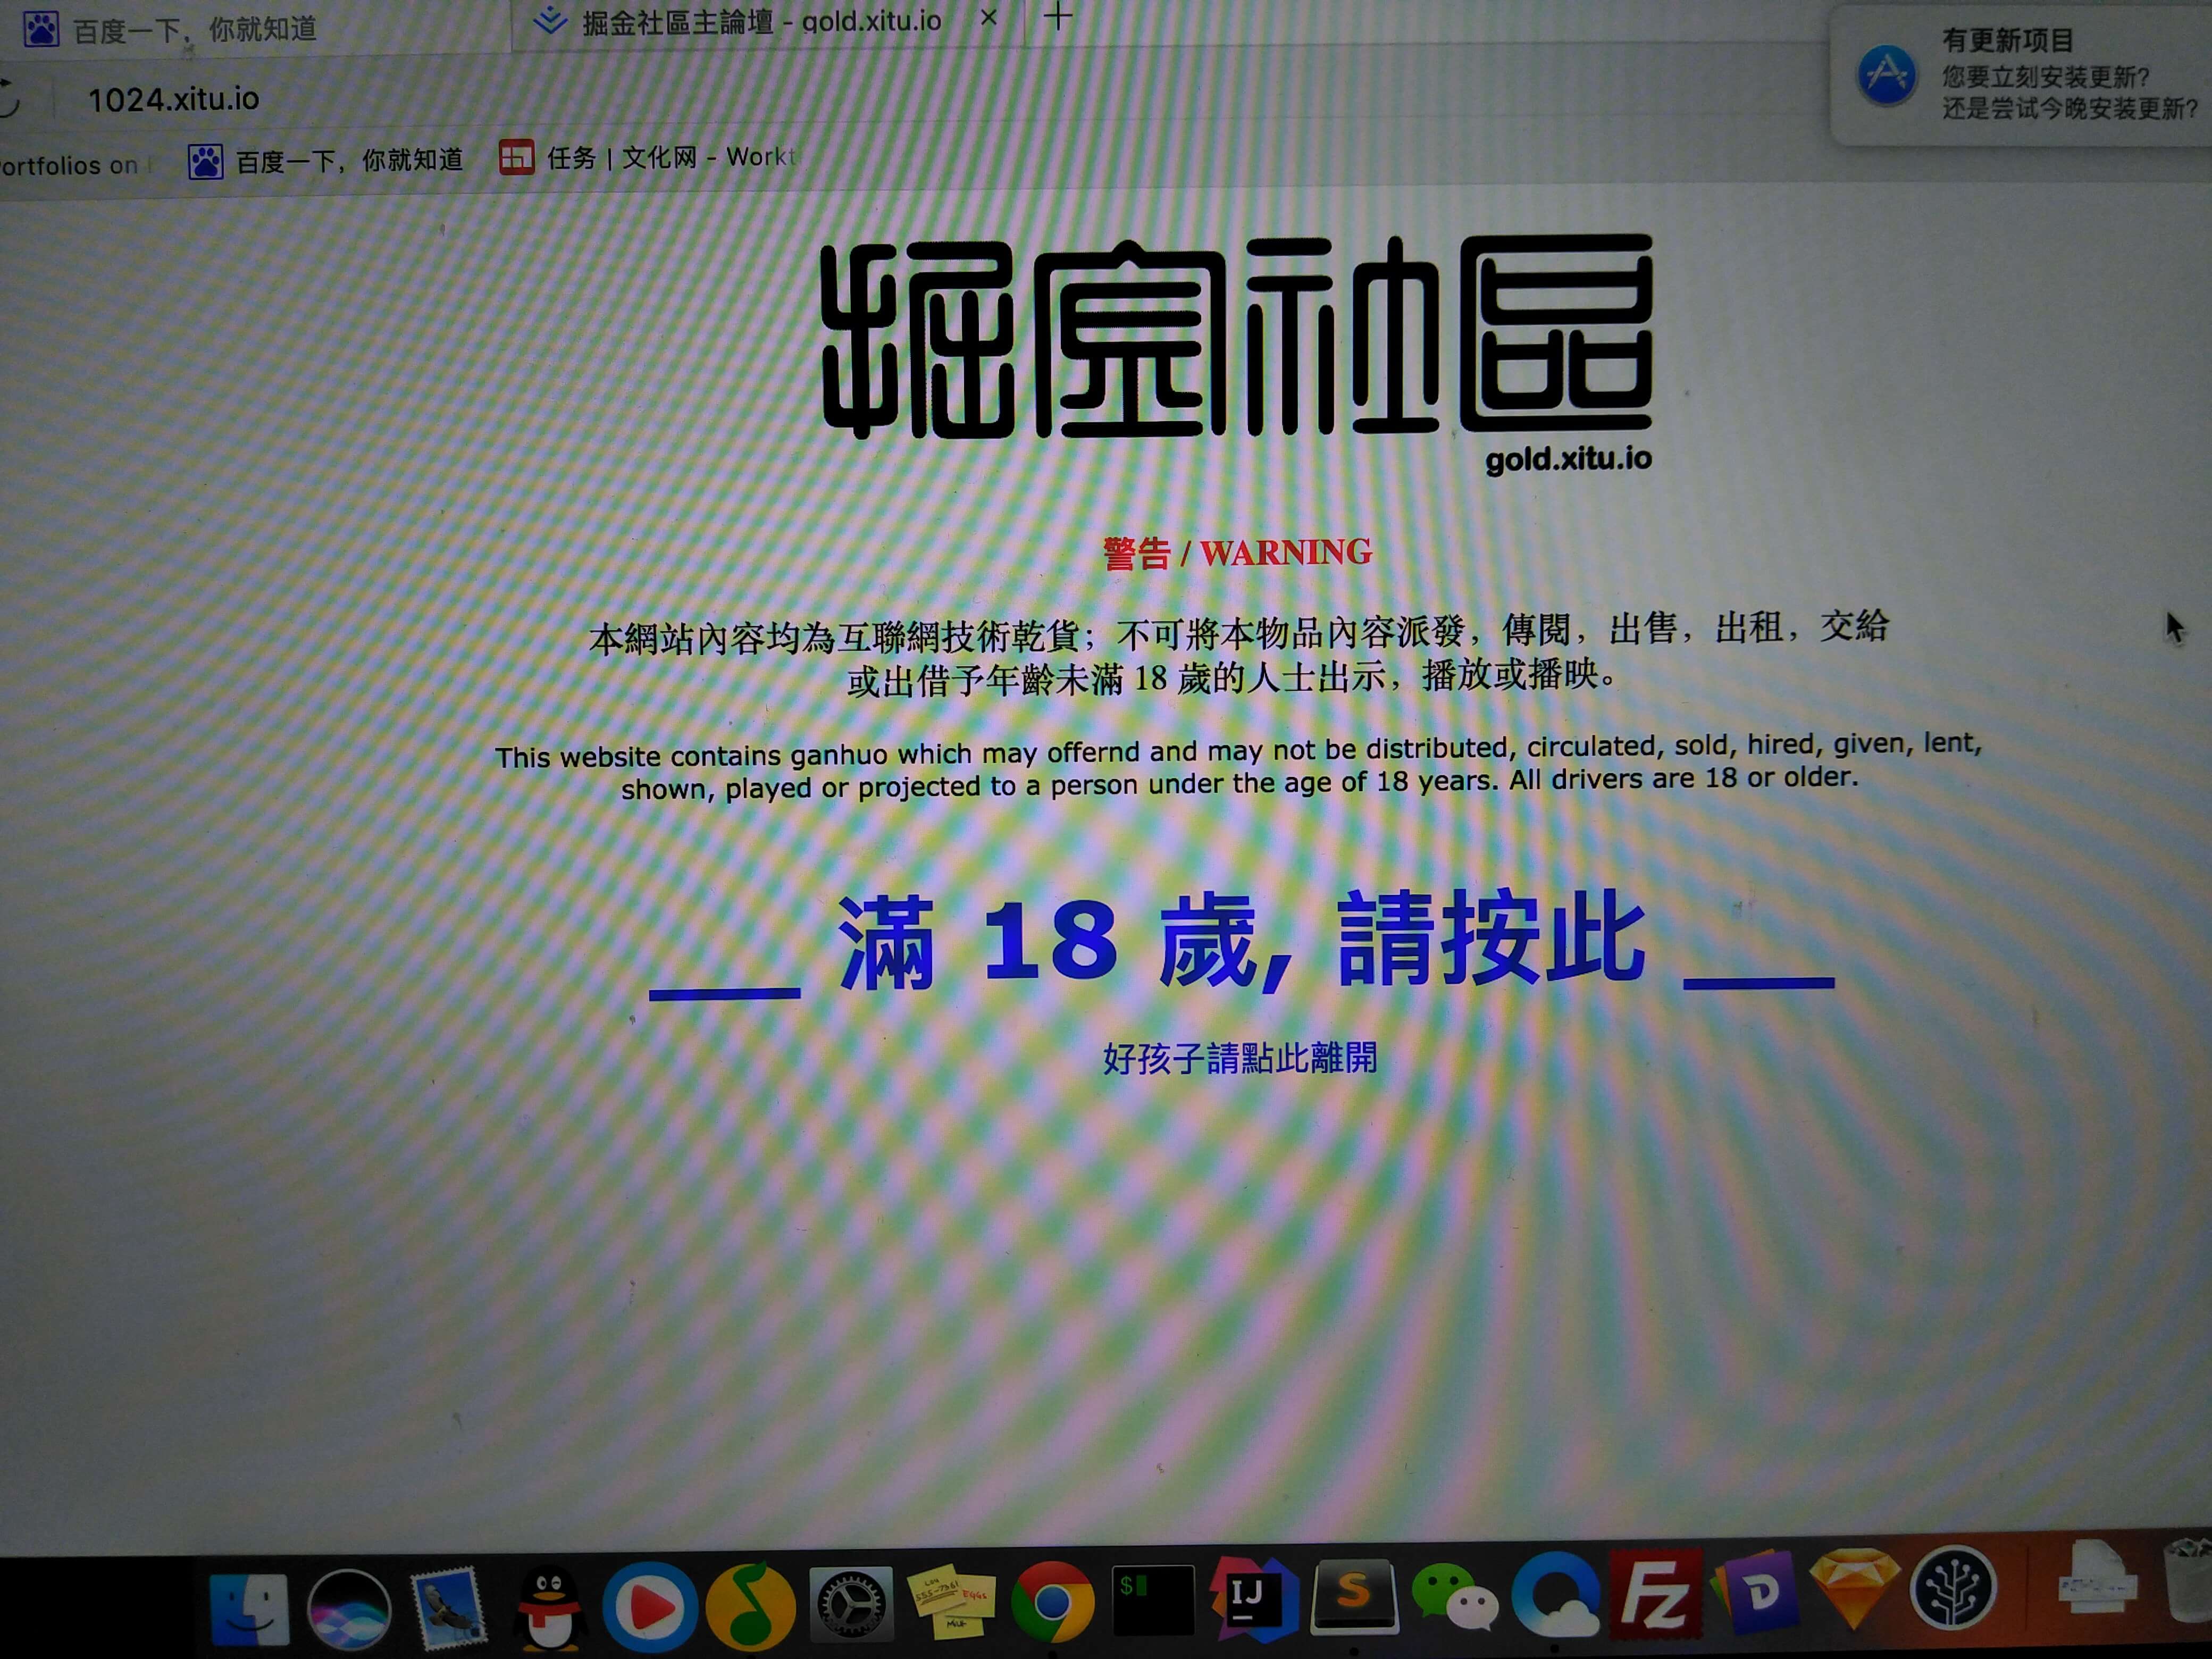 百度一下，你就知道
掘金社區主論壇 - gold.xitu.io
有更新项目
您要立刻安装更新？
还是尝试今晚安装更新？
1024.xitu.io
ortfolios on
百度一下，你就知道
任务 | 文化网 - Workt
掘金社區
gold.xitu.io
警告 / WARNING
本網站內容均為互聯網技術乾貨；不可將本物品內容派發，傳閱，出售，出租，交給
或出借予年齡未滿 18 歲的人士出示，播放或播映。
This website contains ganhuo which may offernd and may not be distributed, circulated, sold, hired, given, lent,
shown, played or projected to a person under the age of 18 years. All drivers are 18 or older.
___ 滿 18 歲, 請按此 ___
好孩子請點此離開
555-7361
EGGS
MILK
$
IJ
S
FZ
D